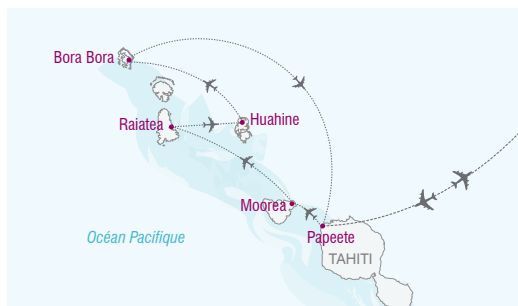 Bora Bora
Raiatea
Huahine
Moorea
Océan Pacifique
Papeete
TAHITI